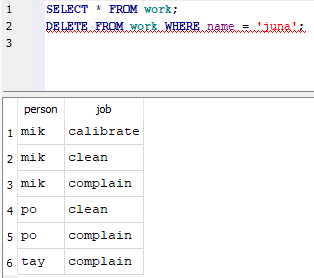 1 SELECT * FROM work;
2 DELETE FROM work WHERE name = 'juna';
3
person job
1 mik calibrate
2 mik clean
3 mik complain
4 po clean
5 po complain
6 tay complain